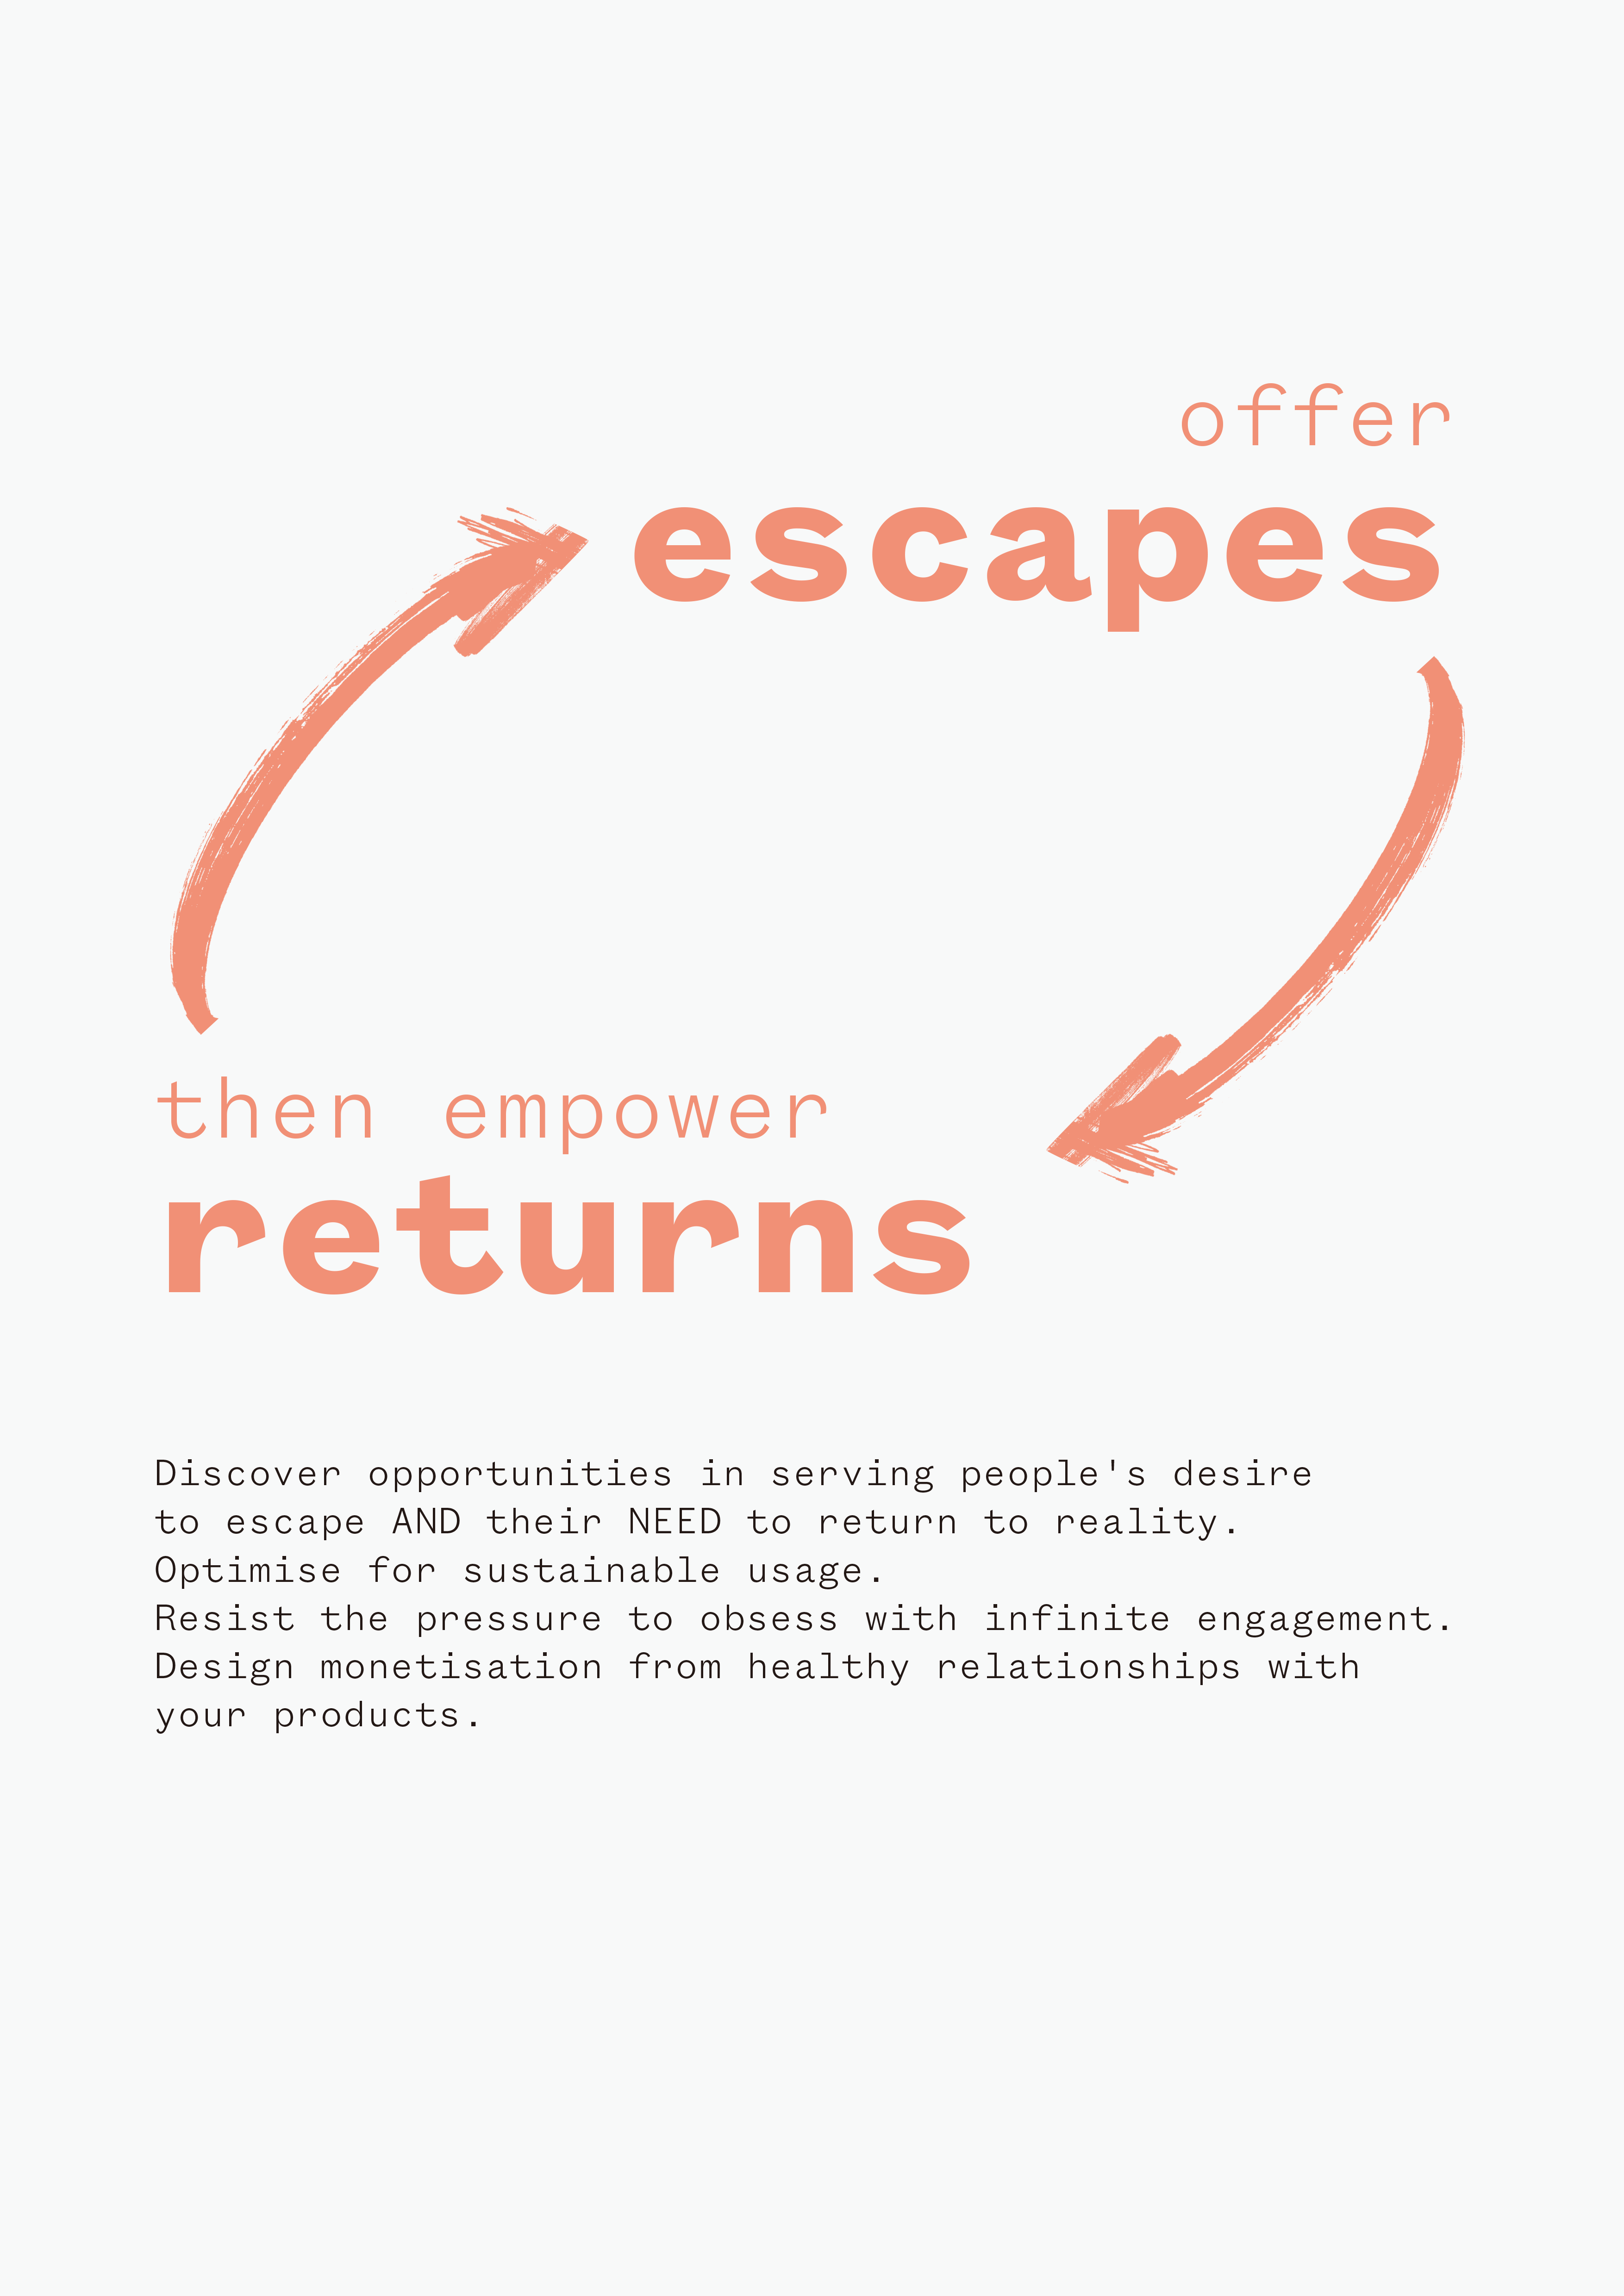 offer
escapes
then empower
returns
Discover opportunities in serving people's desire
to escape AND their NEED to return to reality.
Optimise for sustainable usage.
Resist the pressure to obsess with infinite engagement.
Design monetisation from healthy relationships with
your products.